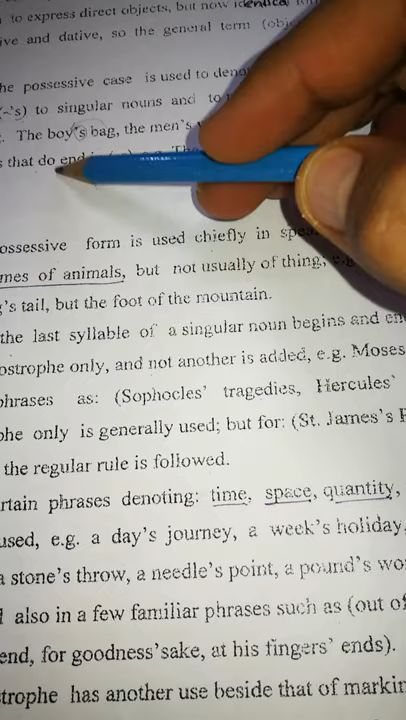 to express direct objects, but now identical
ive and dative, so the general term (obj
he possessive case is used to deno
(-'s) to singular nouns and to
The boy's bag, the men's
s that do end
ossessive form is used chiefly in
mes of animals, but not usually of thing,
's tail, but the foot of the mountain.
the last syllable of a singular noun begins and
ostrophe only, and not another is added, e.g. Moses
phrases as: (Sophocles' tragedies, Hercules'
phe only is generally used; but for: (St. James's P
the regular rule is followed.
rtain phrases denoting: time, space, quantity,
used, e.g. a day's journey, a week's holiday,
a stone's throw, a needle's point, a pound's wo
also in a few familiar phrases such as (out of
end, for goodness'sake, at his fingers' ends).
strophe has another use beside that of markin